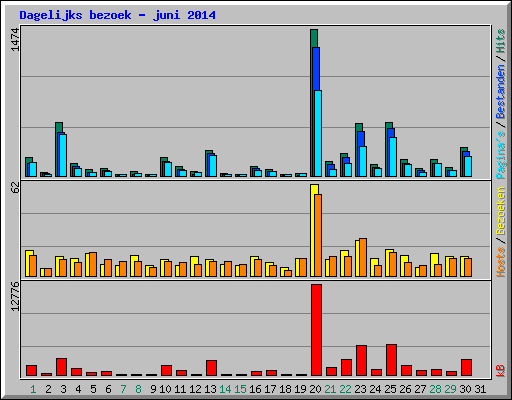 Dagelijks bezoek - juni 2014
1474
62
12776
Pagina's / Bestanden / Hits
Hosts / Bezoeken
kB
1 2 3 4 5 6 7 8 9 10 11 12 13 14 15 16 17 18 19 20 21 22 23 24 25 26 27 28 29 30 31